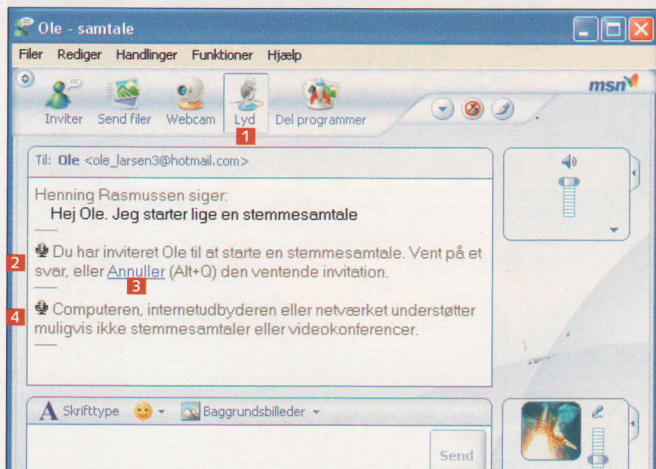 Ole - samtale
Filer Rediger Handlinger Funktioner Hjælp
msn
Inviter Send filer Webcam Lyd Del programmer
1
Til: Ole <ole_larsen3@hotmail.com>
Henning Rasmussen siger:
Hej Ole. Jeg starter lige en stemmesamtale
2 Du har inviteret Ole til at starte en stemmesamtale. Vent på et
svar, eller Annuller (Alt+Q) den ventende invitation.
3
4 Computeren, internetudbyderen eller netværket understøtter
muligvis ikke stemmesamtaler eller videokonferencer.
A Skrifttype Baggrundsbilleder
Send